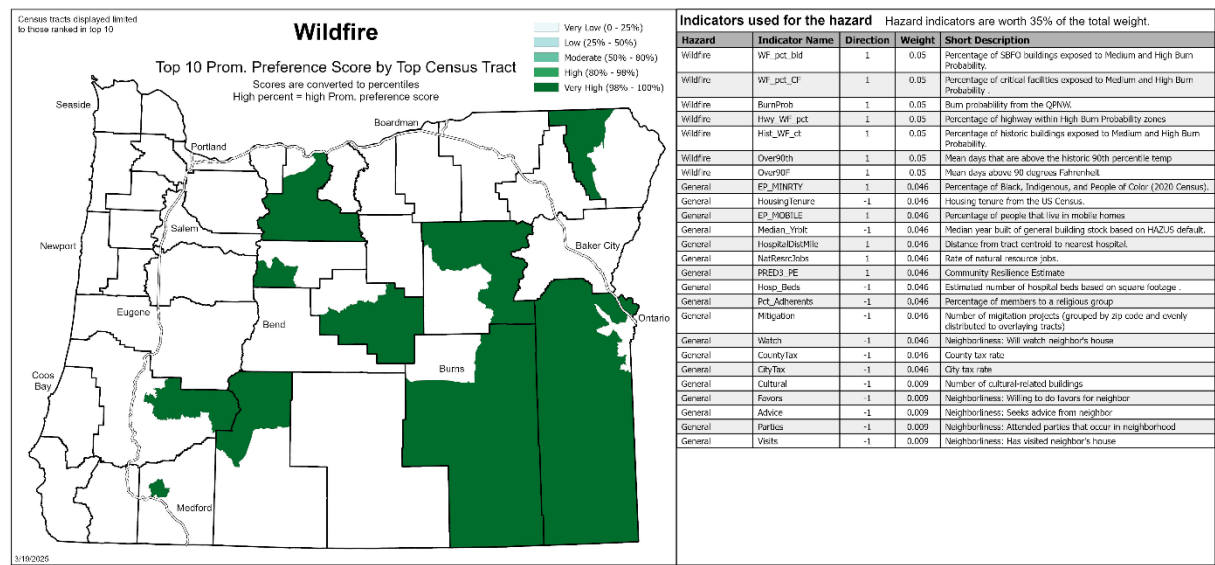 Census tracts displayed limited
to those ranked in top 10
Wildfire
Top 10 Prom. Preference Score by Top Census Tract
Scores are converted to percentiles
High percent = high Prom. preference score
Very Low (0 - 25%)
Low (25% - 50%)
Moderate (50% - 80%)
High (80% - 98%)
Very High (98% - 100%)
Seaside
Portland
Boardman
Salem
Newport
Baker City
Eugene
Bend
Ontario
Burns
Coos
Bay
Medford
3/19/2025
Indicators used for the hazard Hazard indicators are worth 35% of the total weight.
Hazard Indicator Name Direction Weight Short Description
Wildfire WF_pct_bld 1 0.05 Percentage of SBFO buildings exposed to Medium and High Burn
Probability.
Wildfire WF_pct_CF 1 0.05 Percentage of critical facilities exposed to Medium and High Burn
Probability .
Wildfire BurnProb 1 0.05 Burn probability from the QPNW.
Wildfire Hwy_WF_pct 1 0.05 Percentage of highway within High Burn Probability zones
Wildfire Hist_WF_ct 1 0.05 Percentage of historic buildings exposed to Medium and High Burn
Probability.
Wildfire Over90th 1 0.05 Mean days that are above the historic 90th percentile temp
Wildfire Over90F 1 0.05 Mean days above 90 degrees Fahrenheit
General EP_MINRTY 1 0.046 Percentage of Black, Indigenous, and People of Color (2020 Census).
General HousingTenure -1 0.046 Housing tenure from the US Census.
General EP_MOBILE 1 0.046 Percentage of people that live in mobile homes
General Median_Yrblt -1 0.046 Median year built of general building stock based on HAZUS default.
General HospitalDistMile 1 0.046 Distance from tract centroid to nearest hospital.
General NatResrcJobs 1 0.046 Rate of natural resource jobs.
General PRED3_PE 1 0.046 Community Resilience Estimate
General Hosp_Beds -1 0.046 Estimated number of hospital beds based on square footage .
General Pct_Adherents -1 0.046 Percentage of members to a religious group
General Mitigation -1 0.046 Number of migitation projects (grouped by zip code and evenly
distributed to overlaying tracts)
General Watch -1 0.046 Neighborliness: Will watch neighbor's house
General CountyTax -1 0.046 County tax rate
General CityTax -1 0.046 City tax rate
General Cultural -1 0.009 Number of cultural-related buildings
General Favors -1 0.009 Neighborliness: Willing to do favors for neighbor
General Advice -1 0.009 Neighborliness: Seeks advice from neighbor
General Parties -1 0.009 Neighborliness: Attended parties that occur in neighborhood
General Visits -1 0.009 Neighborliness: Has visited neighbor's house